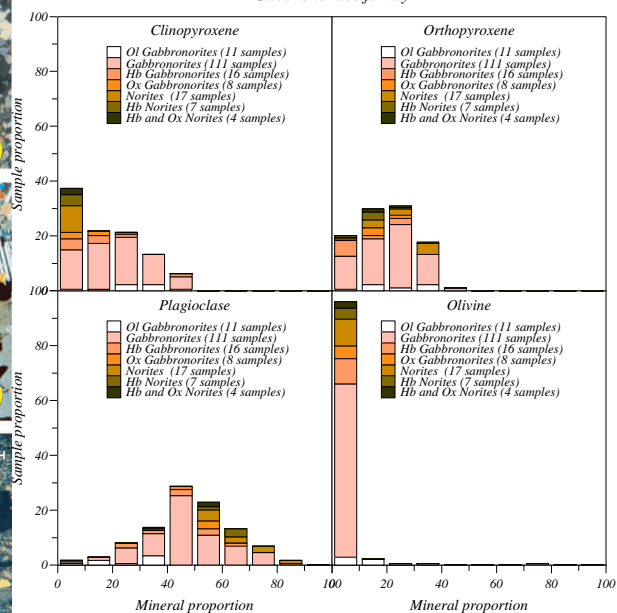 Clinopyroxene
Ol Gabbronorites (11 samples)
Gabbronorites (111 samples)
Hb Gabbronorites (16 samples)
Ox Gabbronorites (8 samples)
Norites (17 samples)
Hb Norites (7 samples)
Hb and Ox Norites (4 samples)
Orthopyroxene
Ol Gabbronorites (11 samples)
Gabbronorites (111 samples)
Hb Gabbronorites (16 samples)
Ox Gabbronorites (8 samples)
Norites (17 samples)
Hb Norites (7 samples)
Hb and Ox Norites (4 samples)
Sample proportion
100
80
60
40
20
Plagioclase
Ol Gabbronorites (11 samples)
Gabbronorites (111 samples)
Hb Gabbronorites (16 samples)
Ox Gabbronorites (8 samples)
Norites (17 samples)
Hb Norites (7 samples)
Hb and Ox Norites (4 samples)
Olivine
Ol Gabbronorites (11 samples)
Gabbronorites (111 samples)
Hb Gabbronorites (16 samples)
Ox Gabbronorites (8 samples)
Norites (17 samples)
Hb Norites (7 samples)
Hb and Ox Norites (4 samples)
Sample proportion
80
60
40
20
0
0 20 40 60 80
20 40 60 80 100
Mineral proportion Mineral proportion